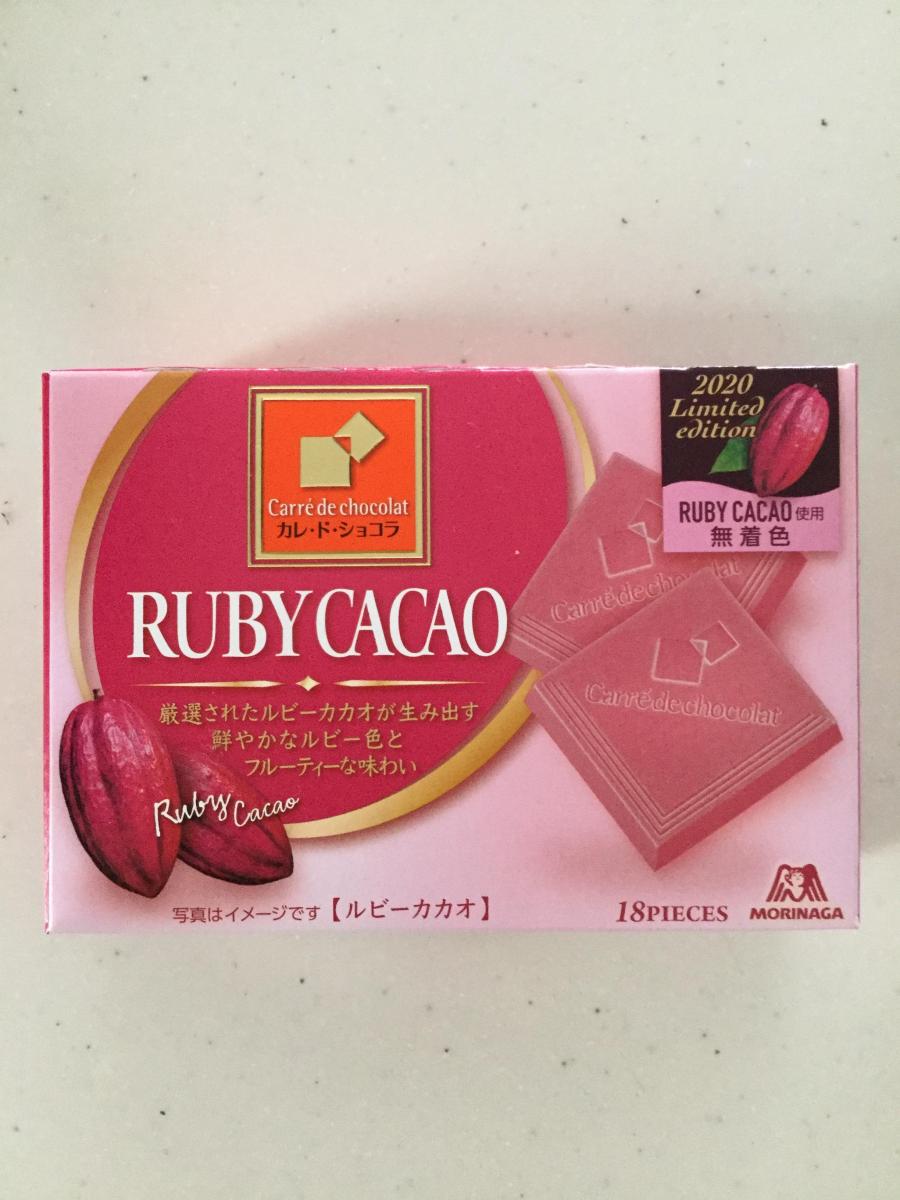 2020
Limited
edition
RUBY CACAO使用
無着色
Carré de chocolat
カレ・ド・ショコラ
RUBY CACAO
厳選されたルビーカカオが生み出す
鮮やかなルビー色と
フルーティーな味わい
Ruby Cacao
Carré de chocolat
Carré de chocolat
写真はイメージです【ルビーカカオ】
18PIECES
MORINAGA